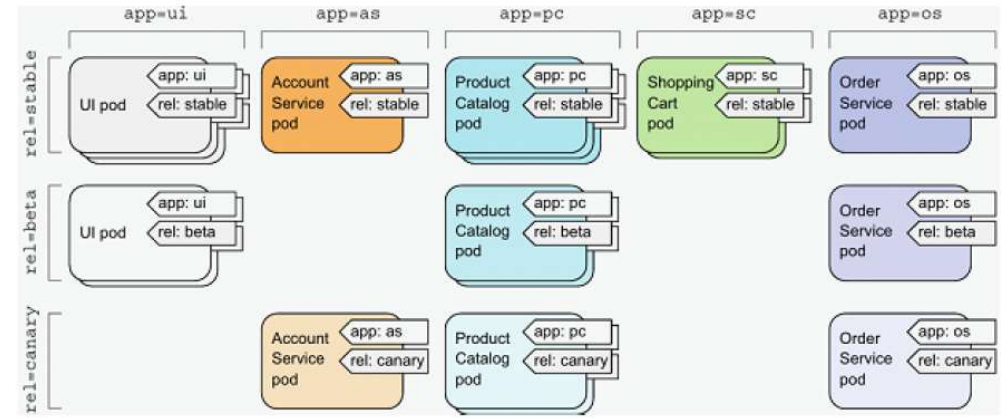 app=ui
app=as
app=pc
app=sc
app=os
rel=stable
UI pod
app: ui
rel: stable
Account
Service
pod
app: as
rel: stable
Product
Catalog
pod
app: pc
rel: stable
Shopping
Cart
pod
app: sc
rel: stable
Order
Service
pod
app: os
rel: stable
rel=beta
UI pod
app: ui
rel: beta
Product
Catalog
pod
app: pc
rel: beta
Order
Service
pod
app: os
rel: beta
rel=canary
Account
Service
pod
app: as
rel: canary
Product
Catalog
pod
app: pc
rel: canary
Order
Service
pod
app: os
rel: canary